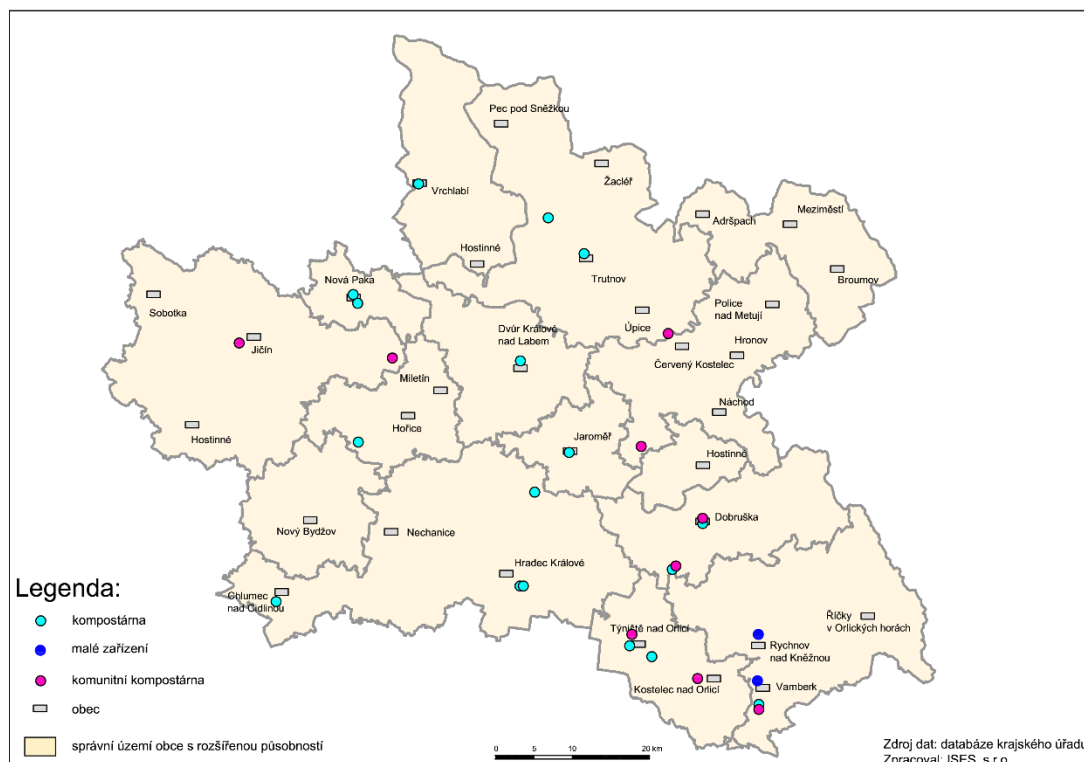 Pec pod Sněžkou
Žacléř
Vrchlabí
Adršpach
Meziměstí
Hostinné
Trutnov
Broumov
Nová Paka
Sobotka
Police
nad Metují
Úpice
Dvůr Králové
nad Labem
Hronov
Jičín
Červený Kostelec
Miletín
Náchod
Hořice
Hostinné
Jaroměř
Hostinné
Dobruška
Nový Bydžov
Nechanice
Hradec Králové
Chlumec
nad Cidlinou
Říčky
v Orlických horách
Týniště nad Orlicí
Rychnov
nad Kněžnou
Kostelec nad Orlicí
Vamberk
Legenda:
kompostárna
malé zařízení
komunitní kompostárna
obec
správní území obce s rozšířenou působností
0 5 10 20 km
Zdroj dat: databáze krajského úřadu
Zpracoval: ISES, s.r.o.